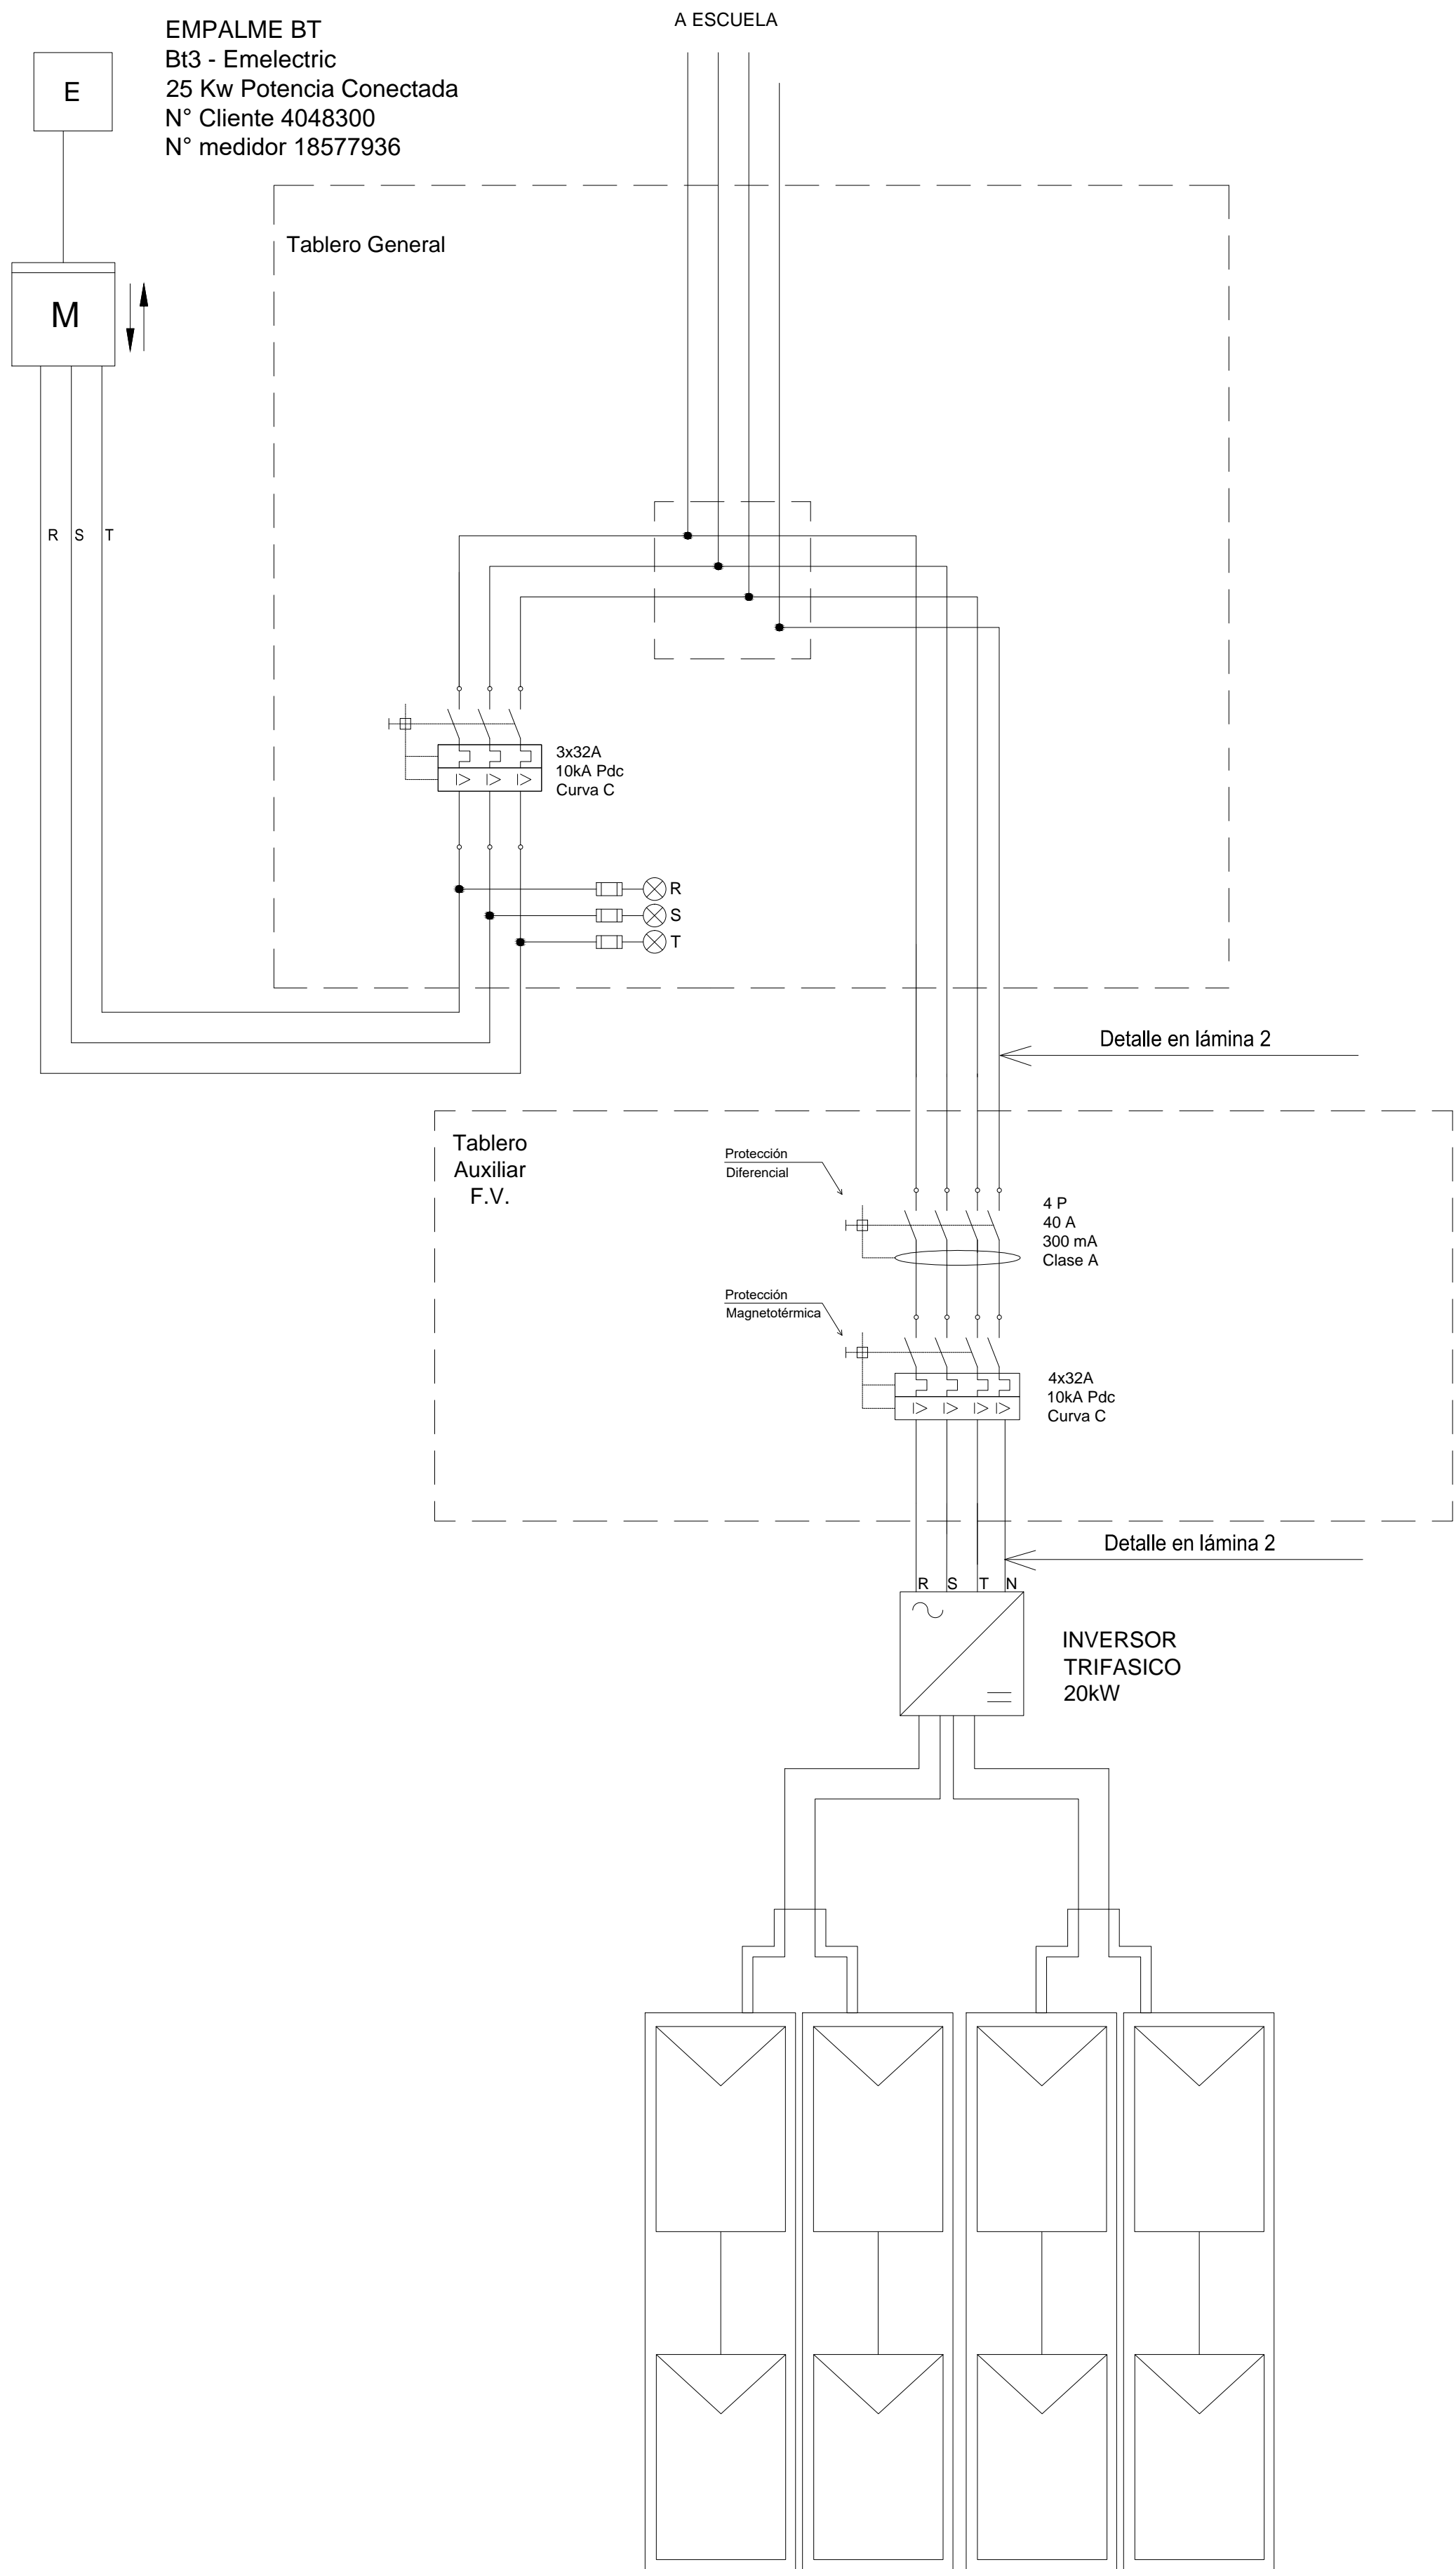 A ESCUELA
EMPALME BT
Bt3 - Emelectric
25 Kw Potencia Conectada
N° Cliente 4048300
N° medidor 18577936
E
Tablero General
M
R S T
3x32A
10kA Pdc
Curva C
R
S
T
Detalle en lámina 2
Tablero
Auxiliar
F.V.
Protección
Diferencial
4 P
40 A
300 mA
Clase A
Protección
Magnetotérmica
4x32A
10kA Pdc
Curva C
Detalle en lámina 2
R S T N
INVERSOR
TRIFASICO
20kW